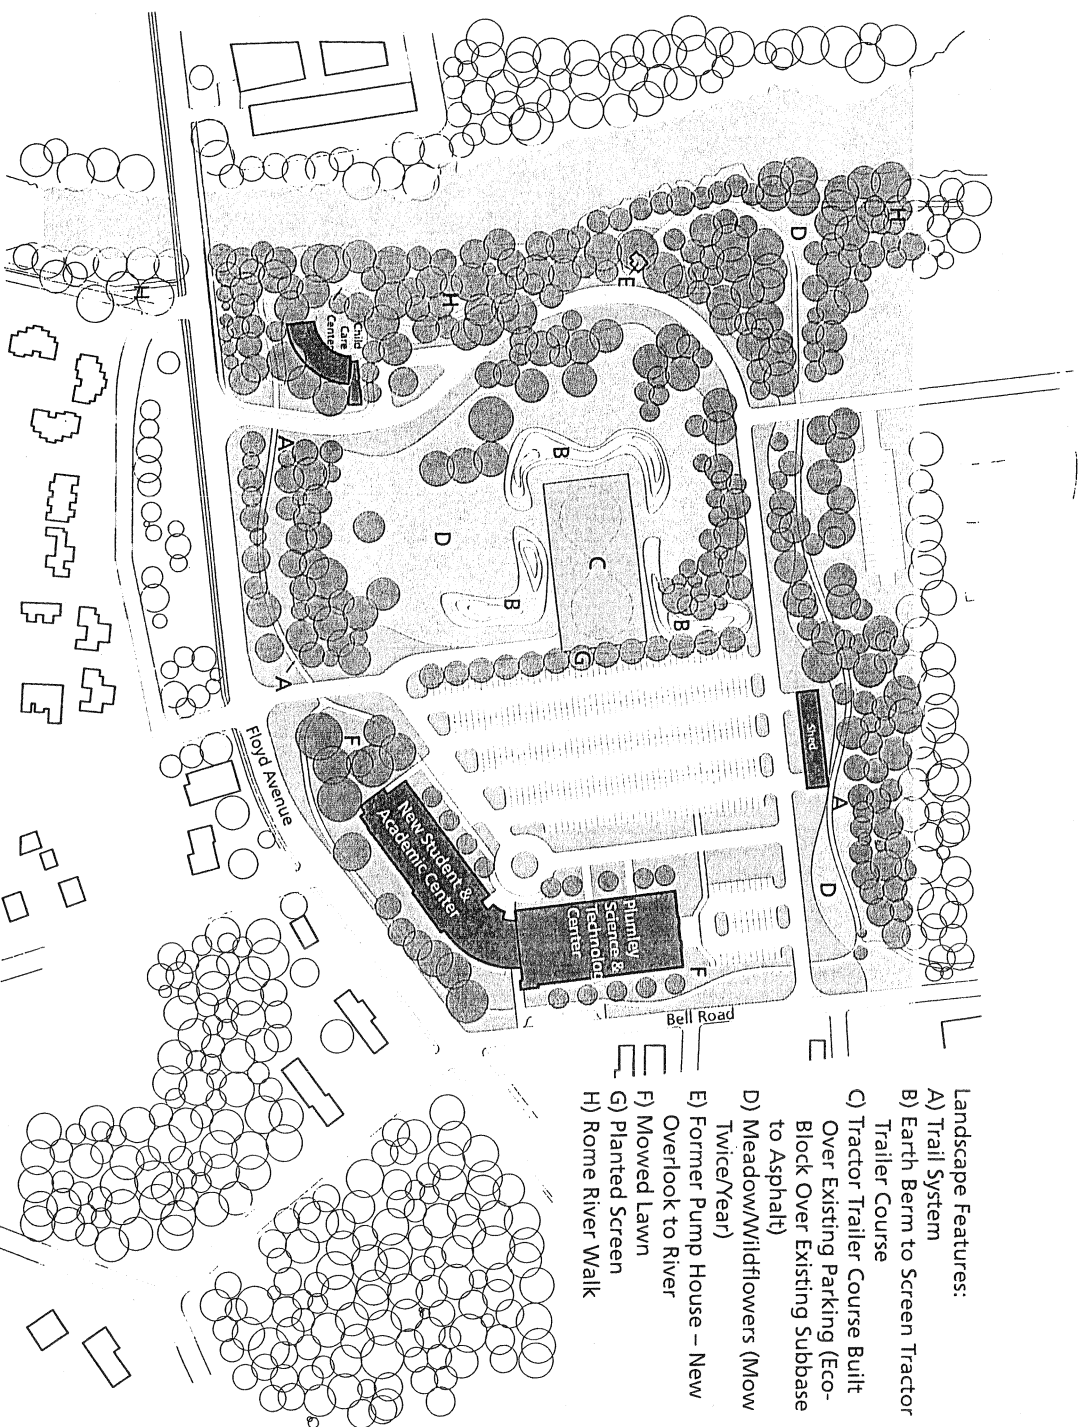 Landscape Features:
A) Trail System
B) Earth Berm to Screen Tractor
Trailer Course
C) Tractor Trailer Course Built
Over Existing Parking (Eco-
Block Over Existing Subbase
to Asphalt)
D) Meadow/Wildflowers (Mow
Twice/Year)
E) Former Pump House – New
Overlook to River
F) Mowed Lawn
G) Planted Screen
H) Rome River Walk
H
D
E
H
H
Child
Care
Center
A
B
D
C
B
B
G
A
Shed
A
D
F
Floyd Avenue
New Student &
Academic Center
Plumley
Science &
Technolog
Center
F
Bell Road